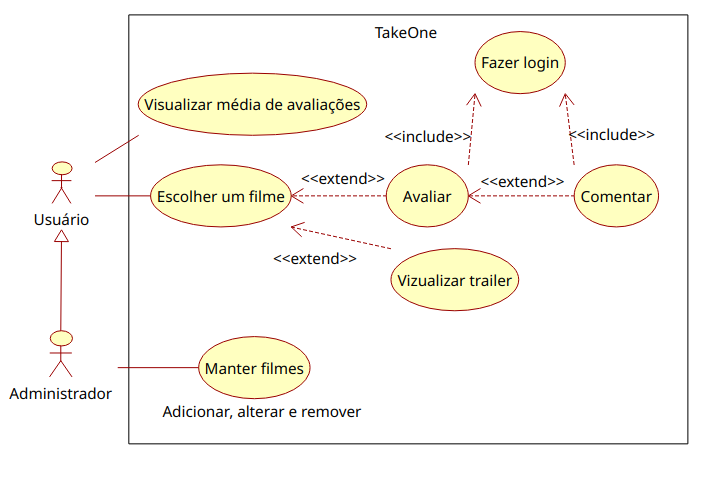 TakeOne
Fazer login
Visualizar média de avaliações
<<include>>
<<include>>
<<extend>>
<<extend>>
Escolher um filme
Avaliar
Comentar
Usuário
<<extend>>
Vizualizar trailer
Manter filmes
Administrador
Adicionar, alterar e remover